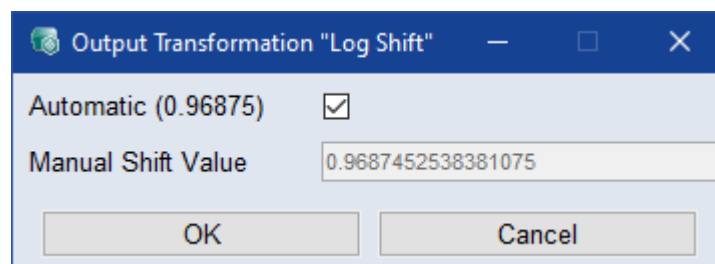 Output Transformation "Log Shift"
Automatic (0.96875)
Manual Shift Value 0.9687452538381075
OK Cancel